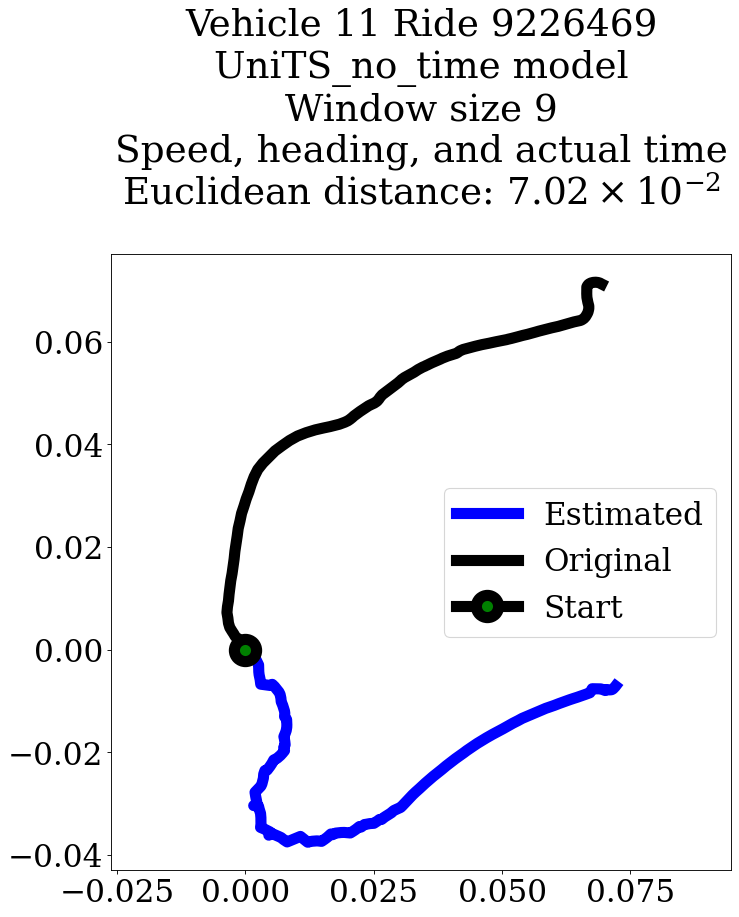 Vehicle 11 Ride 9226469
UniTS_no_time model
Window size 9
Speed, heading, and actual time
Euclidean distance: 7.02 × 10⁻²
0.06
0.04
0.02
0.00
−0.02
−0.04
Estimated
Original
Start
−0.025 0.000 0.025 0.050 0.075